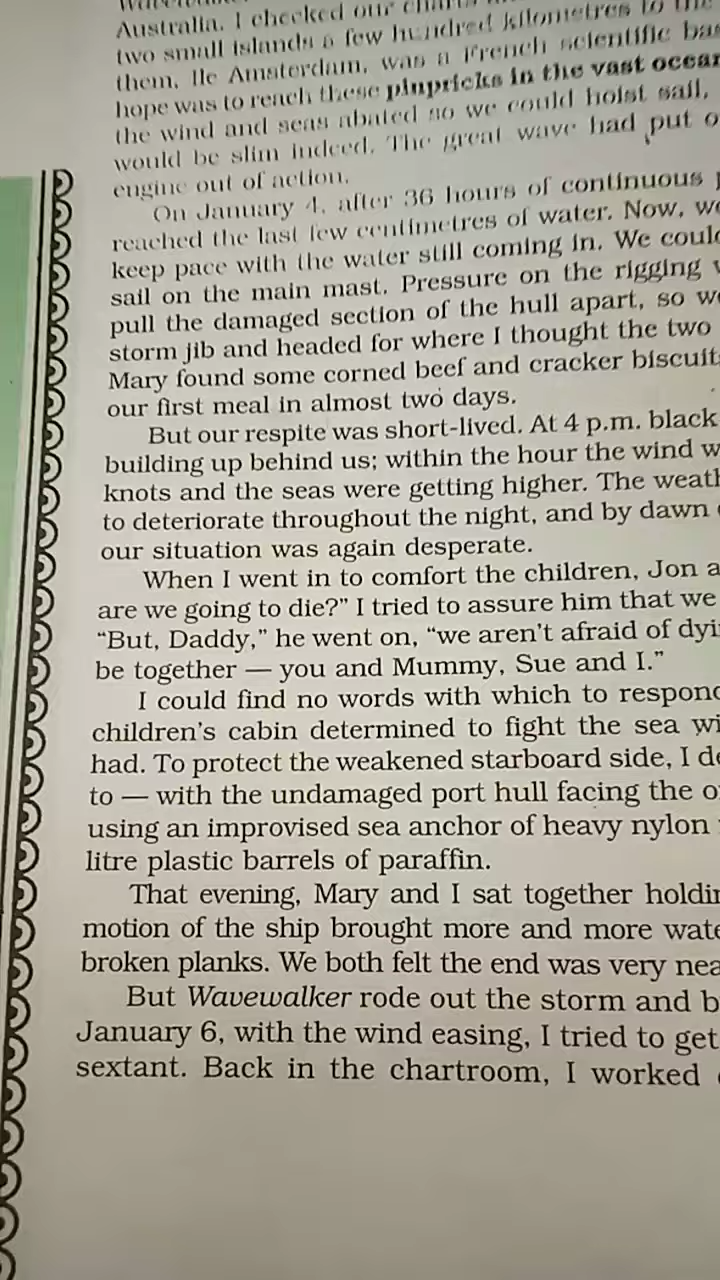 Australia. I checked our charts
two small islands a few hundred kilometres to the
them, Ile Amsterdam, was a French scientific
hope was to reach these pinpricks in the vast
the wind and seas abated so we could hoist sail,
would be slim indeed. The great wave had put
engine out of action.
On January 4, after 36 hours of continuous
reached the last few centimetres of water. Now,
keep pace with the water still coming in. We
sail on the main mast. Pressure on the rigging
pull the damaged section of the hull apart, so
storm jib and headed for where I thought the two
Mary found some corned beef and cracker
our first meal in almost two days.
But our respite was short-lived. At 4 p.m. black
building up behind us; within the hour the wind
knots and the seas were getting higher. The
to deteriorate throughout the night, and by dawn
our situation was again desperate.
When I went in to comfort the children, Jon
are we going to die?” I tried to assure him that we
“But, Daddy,” he went on, “we aren’t afraid of
be together — you and Mummy, Sue and I.”
I could find no words with which to
children’s cabin determined to fight the sea
had. To protect the weakened starboard side, I
to — with the undamaged port hull facing the
using an improvised sea anchor of heavy nylon
litre plastic barrels of paraffin.
That evening, Mary and I sat together
motion of the ship brought more and more
broken planks. We both felt the end was very
But Wavewalker rode out the storm and
January 6, with the wind easing, I tried to get
sextant. Back in the chartroom, I worked